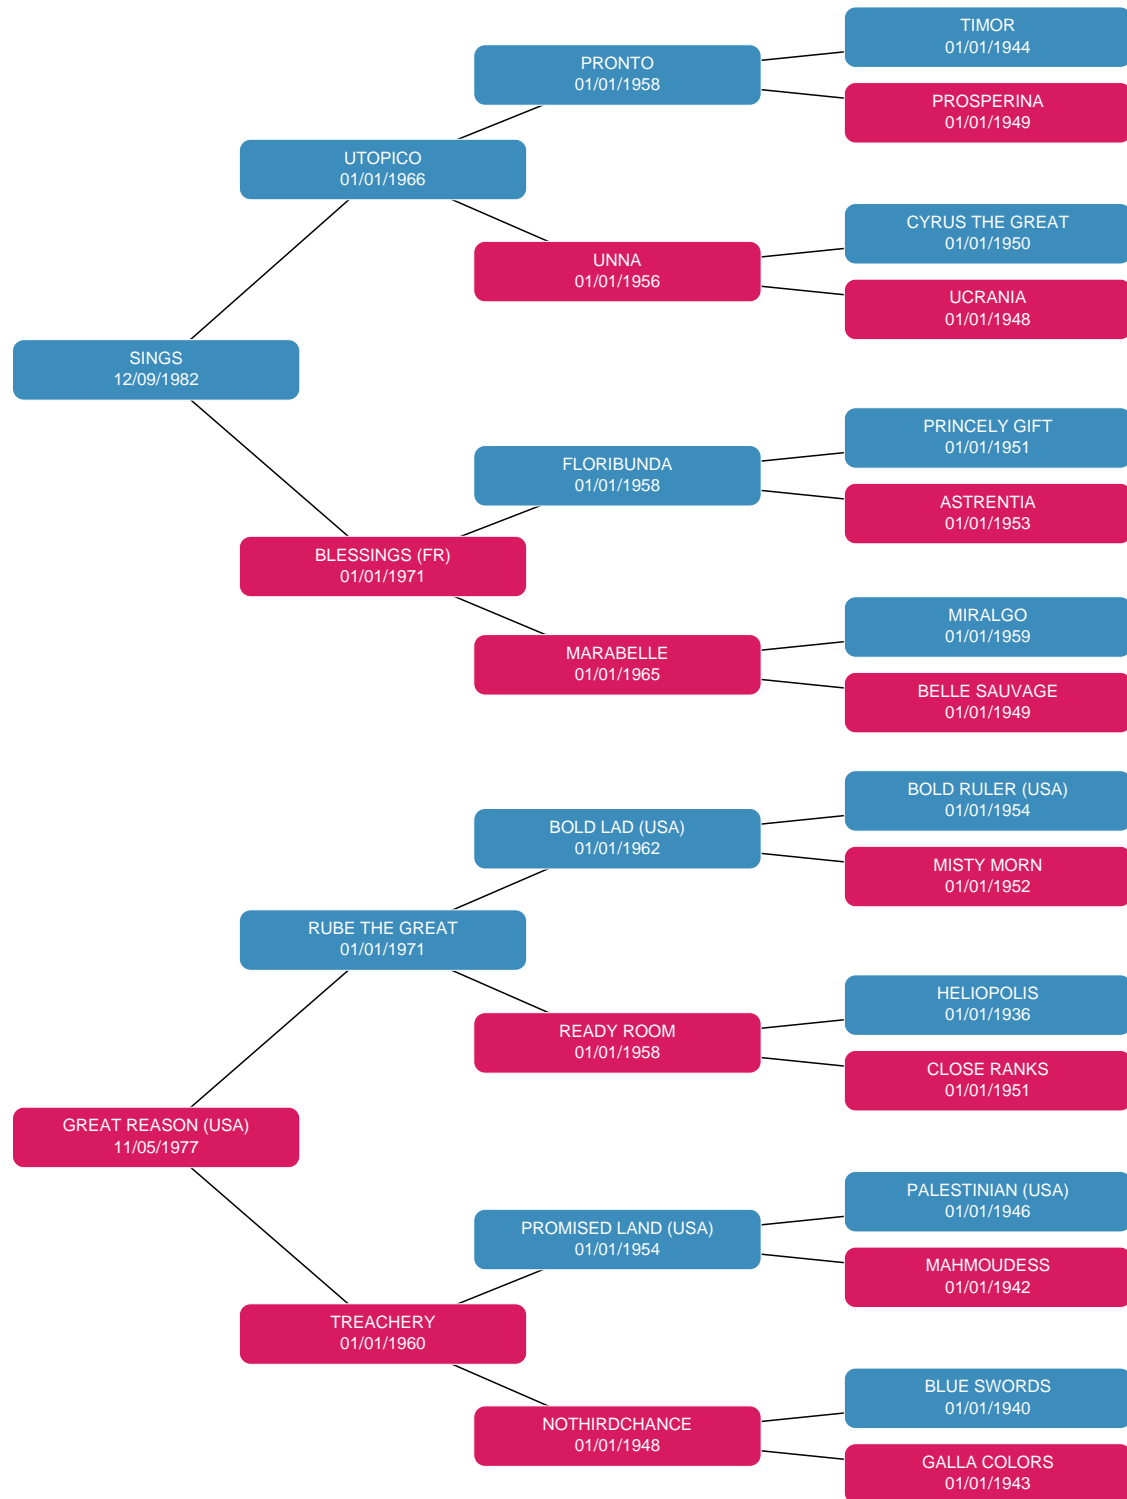 TIMOR
01/01/1944
PRONTO
01/01/1958
PROSPERINA
01/01/1949
UTOPICO
01/01/1966
CYRUS THE GREAT
01/01/1950
UNNA
01/01/1956
UCRANIA
01/01/1948
SINGS
12/09/1982
PRINCELY GIFT
01/01/1951
FLORIBUNDA
01/01/1958
ASTRENTIA
01/01/1953
BLESSINGS (FR)
01/01/1971
MIRALGO
01/01/1959
MARABELLE
01/01/1965
BELLE SAUVAGE
01/01/1949
BOLD RULER (USA)
01/01/1954
BOLD LAD (USA)
01/01/1962
MISTY MORN
01/01/1952
RUBE THE GREAT
01/01/1971
HELIOPOLIS
01/01/1936
READY ROOM
01/01/1958
CLOSE RANKS
01/01/1951
GREAT REASON (USA)
11/05/1977
PALESTINIAN (USA)
01/01/1946
PROMISED LAND (USA)
01/01/1954
MAHMOUDESS
01/01/1942
TREACHERY
01/01/1960
BLUE SWORDS
01/01/1940
NOTHIRDCHANCE
01/01/1948
GALLA COLORS
01/01/1943